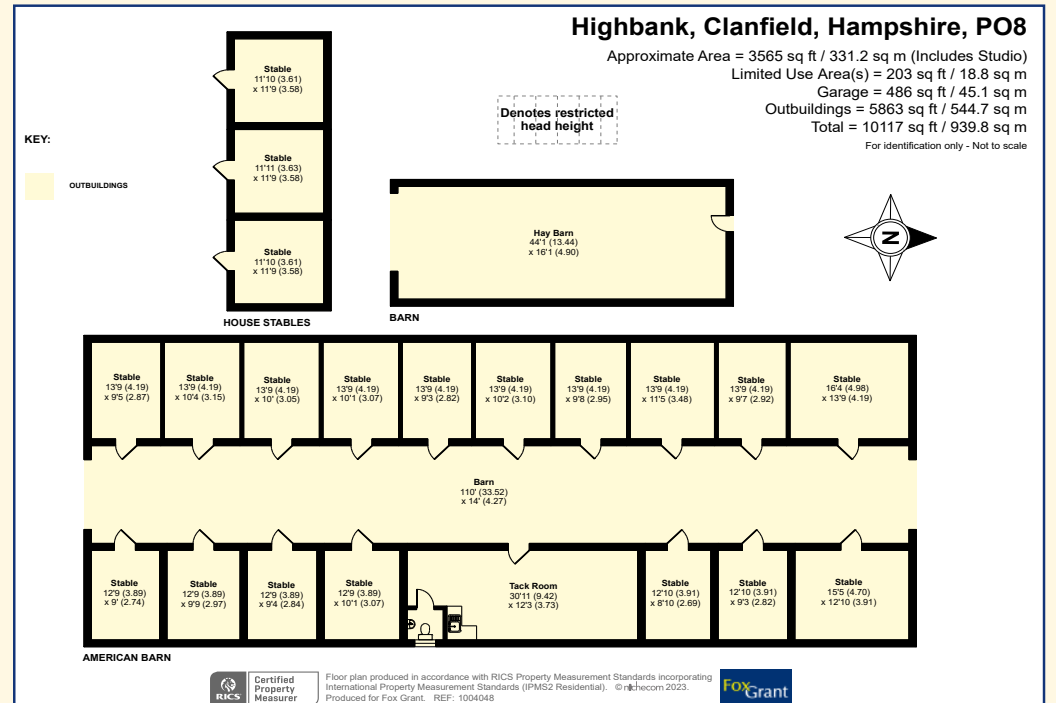 Highbank, Clanfield, Hampshire, PO8
Approximate Area = 3565 sq ft / 331.2 sq m (Includes Studio)
Limited Use Area(s) = 203 sq ft / 18.8 sq m
Garage = 486 sq ft / 45.1 sq m
Outbuildings = 5863 sq ft / 544.7 sq m
Total = 10117 sq ft / 939.8 sq m
For identification only - Not to scale
Denotes restricted
head height
KEY:
OUTBUILDINGS
Stable
11'10 (3.61)
x 11'9 (3.58)
Stable
11'11 (3.63)
x 11'9 (3.58)
Stable
11'10 (3.61)
x 11'9 (3.58)
HOUSE STABLES
Hay Barn
44'1 (13.44)
x 16'1 (4.90)
BARN
N
Stable
13'9 (4.19)
x 9'5 (2.87)
Stable
13'9 (4.19)
x 10'4 (3.15)
Stable
13'9 (4.19)
x 10' (3.05)
Stable
13'9 (4.19)
x 10'1 (3.07)
Stable
13'9 (4.19)
x 9'3 (2.82)
Stable
13'9 (4.19)
x 10'2 (3.10)
Stable
13'9 (4.19)
x 9'8 (2.95)
Stable
13'9 (4.19)
x 11'5 (3.48)
Stable
13'9 (4.19)
x 9'7 (2.92)
Stable
16'4 (4.98)
x 13'9 (4.19)
Barn
110' (33.52)
x 14' (4.27)
Stable
12'9 (3.89)
x 9' (2.74)
Stable
12'9 (3.89)
x 9'9 (2.97)
Stable
12'9 (3.89)
x 9'4 (2.84)
Stable
12'9 (3.89)
x 10'1 (3.07)
Tack Room
30'11 (9.42)
x 12'3 (3.73)
Stable
12'10 (3.91)
x 8'10 (2.69)
Stable
12'10 (3.91)
x 9'3 (2.82)
Stable
15'5 (4.70)
x 12'10 (3.91)
AMERICAN BARN
RICS
Certified
Property
Measurer
Floor plan produced in accordance with RICS Property Measurement Standards incorporating
International Property Measurement Standards (IPMS2 Residential). © nichecom 2023.
Produced for Fox Grant. REF: 1004048
Fox Grant